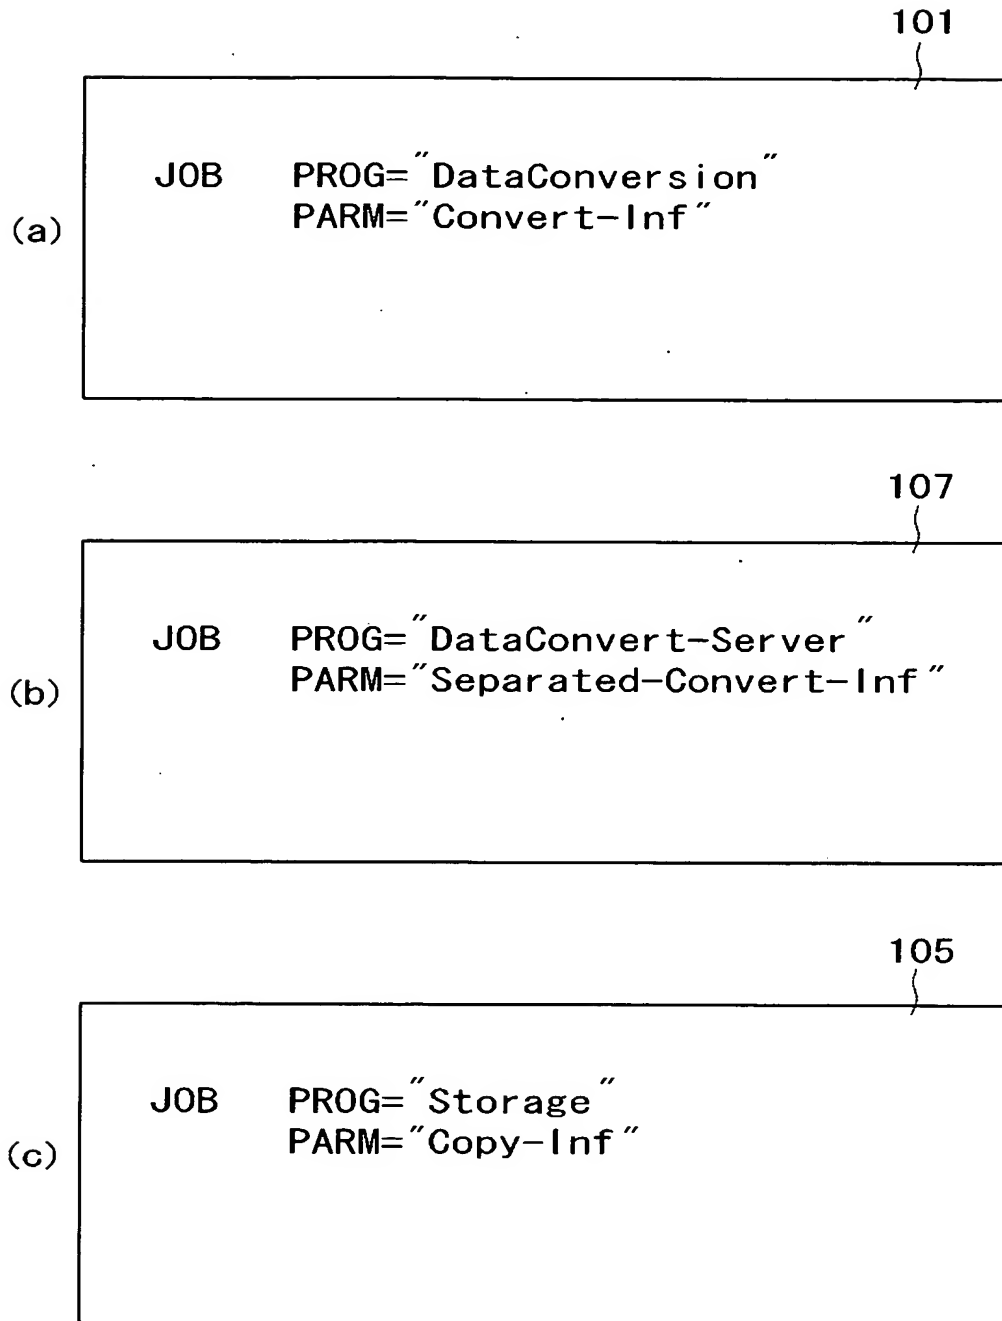 101
JOB PROG="DataConversion"
PARM="Convert-Inf"
(a)
107
JOB PROG="DataConvert-Server"
PARM="Separated-Convert-Inf"
(b)
105
JOB PROG="Storage"
PARM="Copy-Inf"
(c)